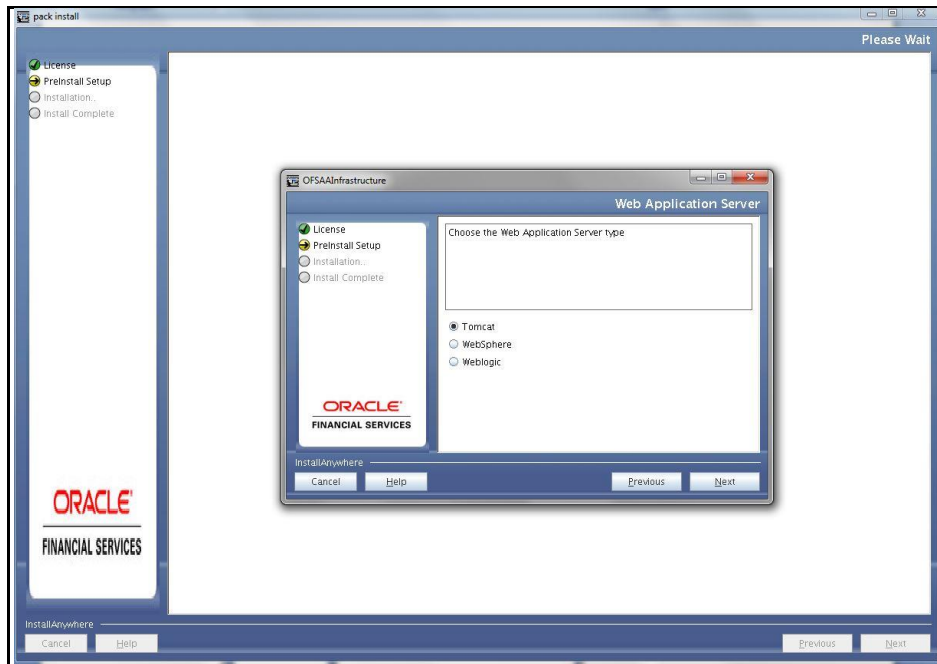 pack install
Please Wait
License
PreInstall Setup
Installation..
Install Complete
OFSAAInfrastructure
Web Application Server
License
PreInstall Setup
Installation..
Install Complete
Choose the Web Application Server type
Tomcat
WebSphere
Weblogic
ORACLE
FINANCIAL SERVICES
InstallAnywhere
Cancel Help Previous Next
ORACLE
FINANCIAL SERVICES
InstallAnywhere
Cancel Help Previous Next